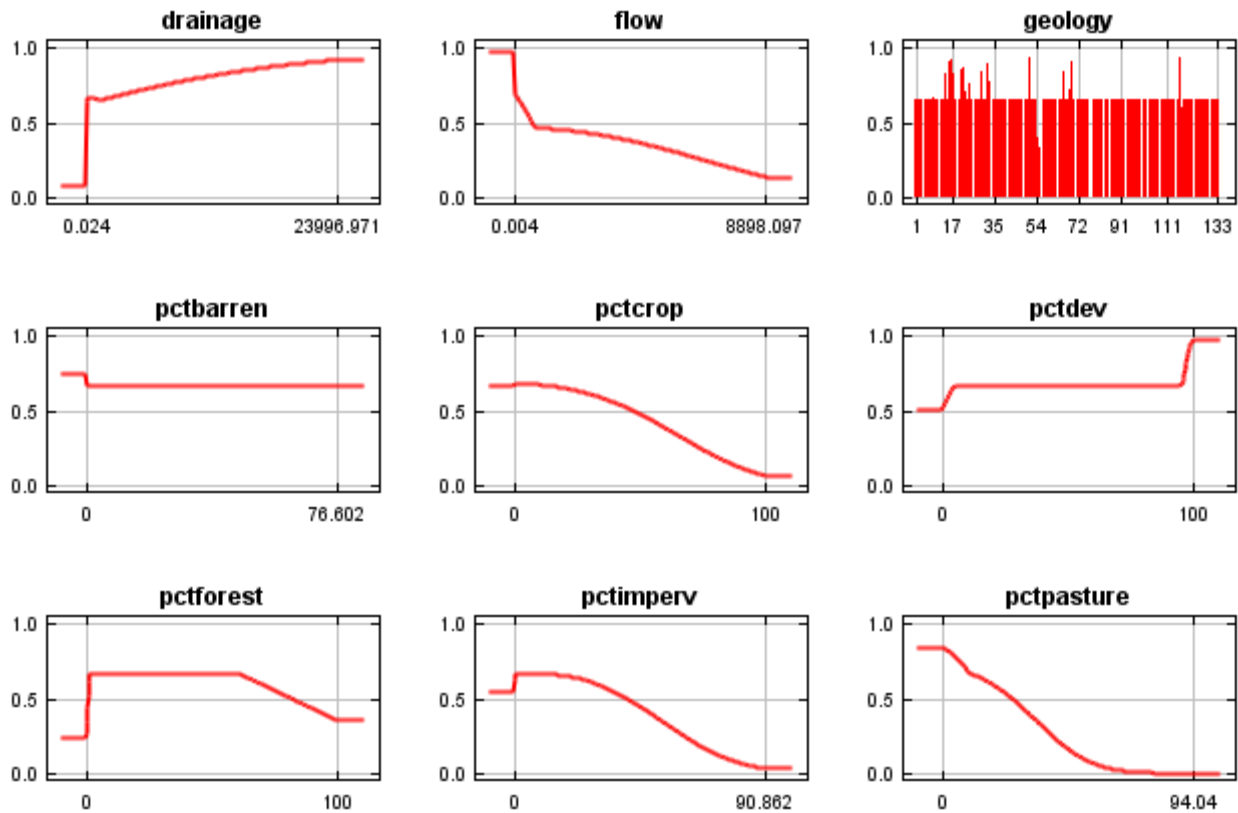 drainage flow geology
1.0 1.0 1.0
0.5 0.5 0.5
0.0 0.0 0.0
0.024 23996.971 0.004 8898.097 1 17 35 54 72 91 111 133
pctbarren pctcrop pctdev
1.0 1.0 1.0
0.5 0.5 0.5
0.0 0.0 0.0
0 76.602 0 100 0 100
pctforest pctimperv pctpasture
1.0 1.0 1.0
0.5 0.5 0.5
0.0 0.0 0.0
0 100 0 90.862 0 94.04